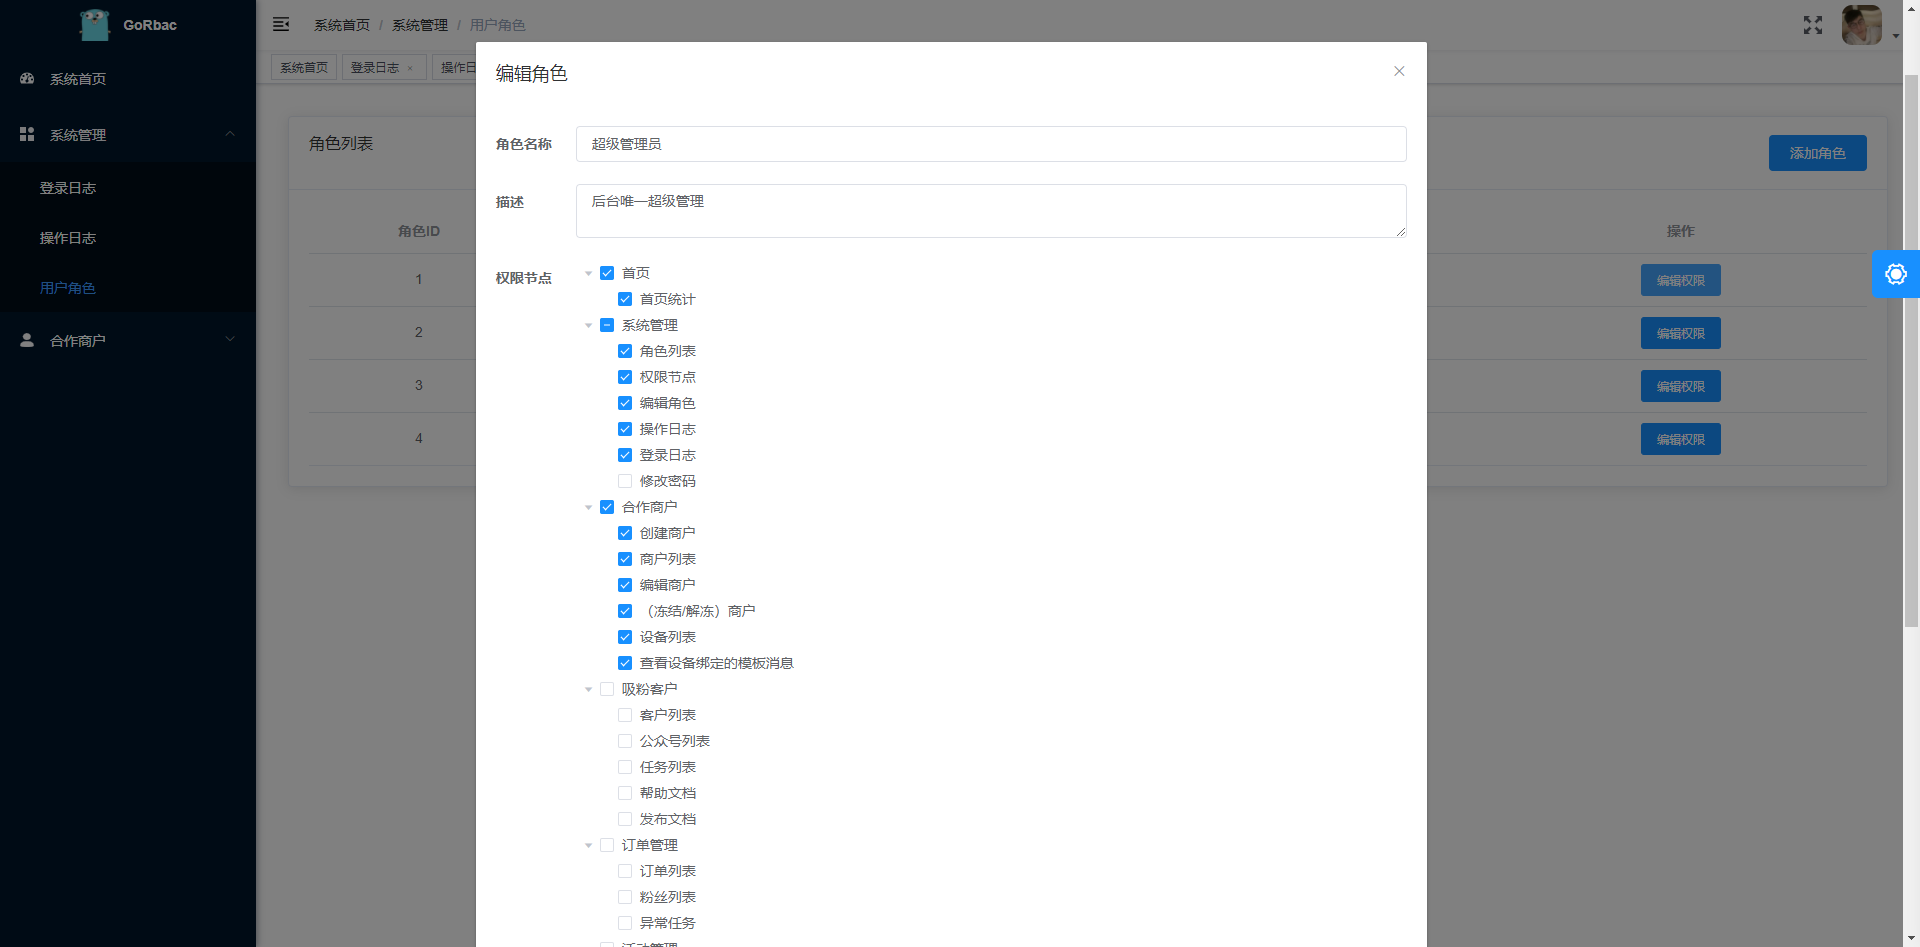 GoRbac
系统首页
系统管理
登录日志
操作日志
用户角色
合作商户
系统首页 / 系统管理 / 用户角色
系统首页 登录日志 × 操作日
角色列表
添加角色
角色ID 操作
1 编辑权限
2 编辑权限
3 编辑权限
4 编辑权限
编辑角色
角色名称 超级管理员
描述 后台唯一超级管理
权限节点
首页
首页统计
系统管理
角色列表
权限节点
编辑角色
操作日志
登录日志
修改密码
合作商户
创建商户
商户列表
编辑商户
（冻结/解冻）商户
设备列表
查看设备绑定的模板消息
吸粉客户
客户列表
公众号列表
任务列表
帮助文档
发布文档
订单管理
订单列表
粉丝列表
异常任务
活动管理